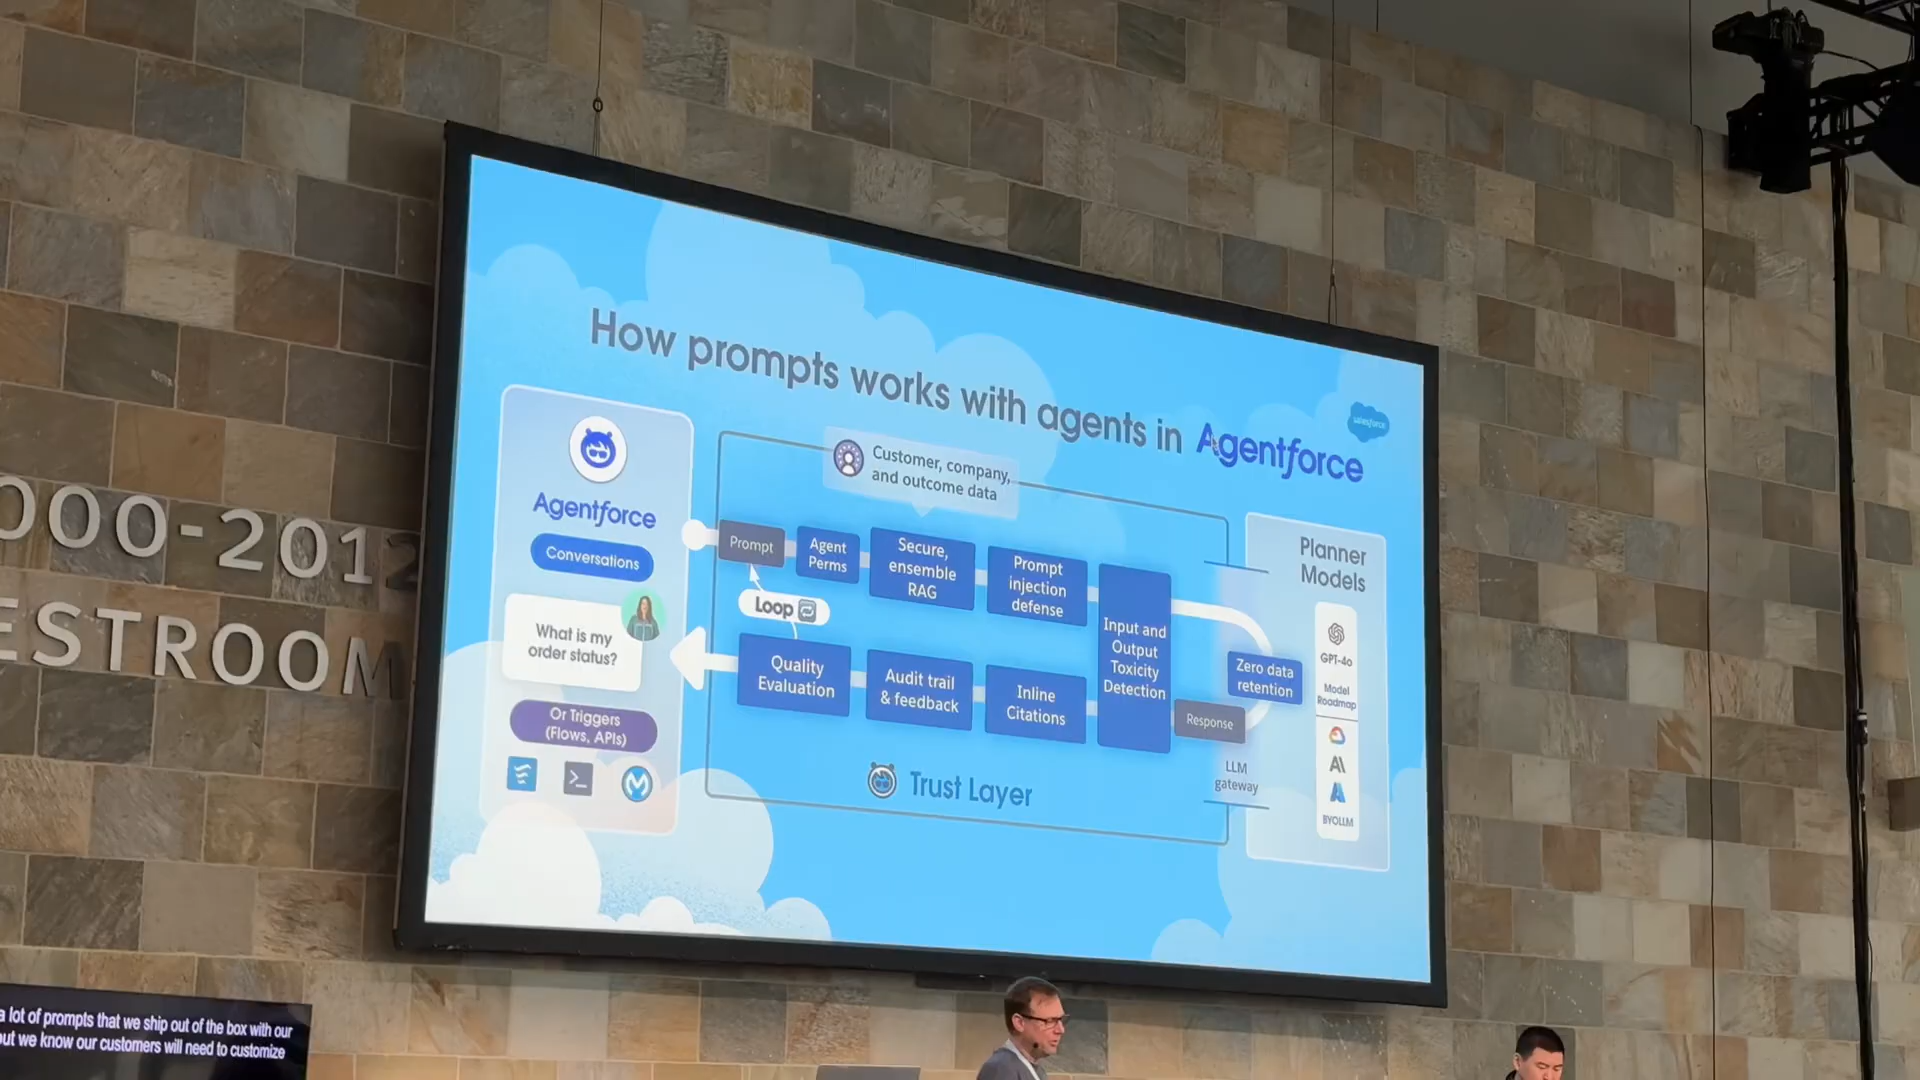 How prompts works with agents in Agentforce
salesforce
Agentforce
Conversations
What is my
order status?
Or Triggers
(Flows, APIs)
Customer, company,
and outcome data
Prompt
Agent
Perms
Secure,
ensemble
RAG
Prompt
injection
defense
Input and
Output
Toxicity
Detection
Loop
Quality
Evaluation
Audit trail
& feedback
Inline
Citations
Response
Zero data
retention
LLM
gateway
Trust Layer
Planner
Models
GPT-4o
Model
Roadmap
BYOLLM
000-2012
ESTROOM
a lot of prompts that we ship out of the box with our
but we know our customers will need to customize